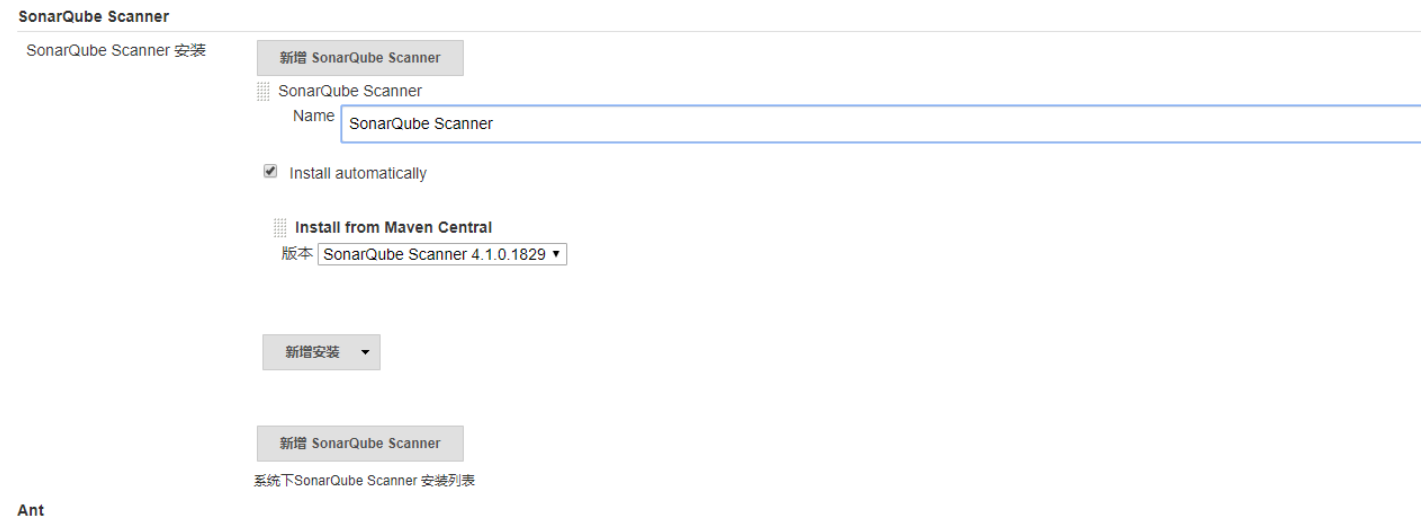 SonarQube Scanner
SonarQube Scanner 安装
新增 SonarQube Scanner
SonarQube Scanner
Name SonarQube Scanner
Install automatically
Install from Maven Central
版本 SonarQube Scanner 4.1.0.1829
新增安装
新增 SonarQube Scanner
系统下SonarQube Scanner 安装列表
Ant